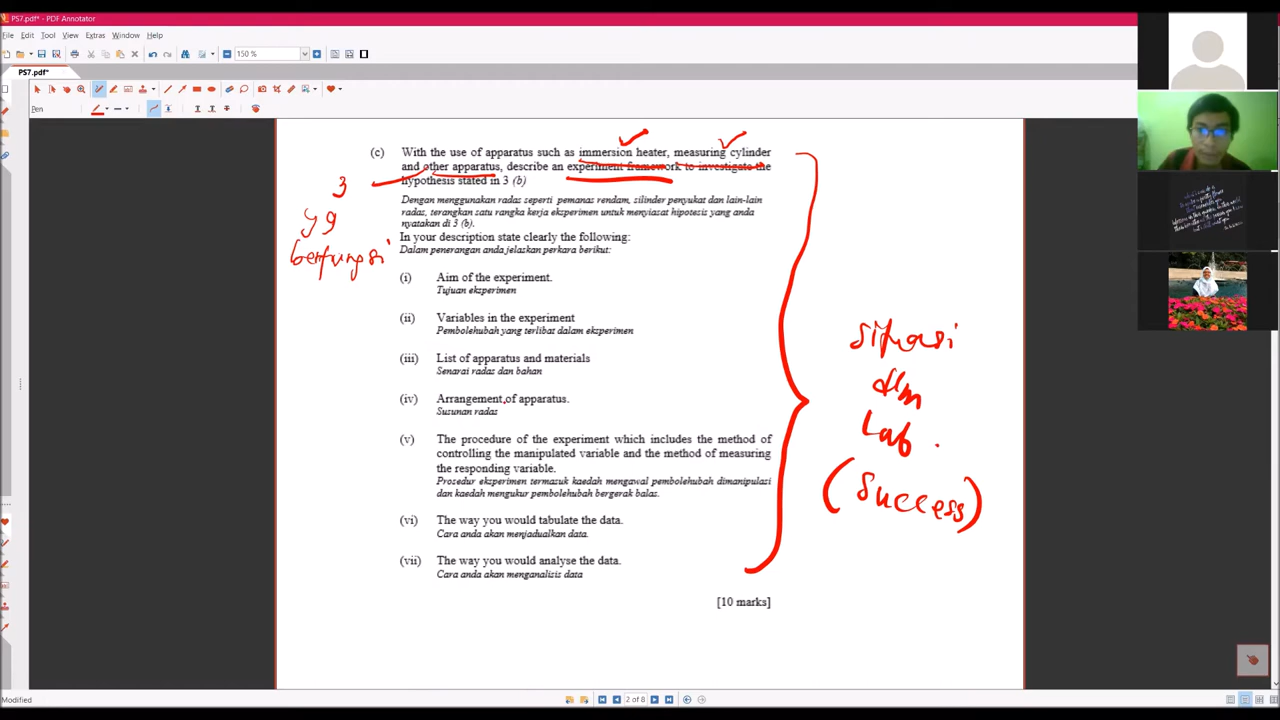 PS7.pdf* - PDF Annotator
File Edit Tool View Extras Window Help
150 %
PS7.pdf*
Pen
(c) With the use of apparatus such as immersion heater, measuring cylinder
and other apparatus, describe an experiment framework to investigate the
hypothesis stated in 3 (b)
Dengan menggunakan radas seperti pemanas rendam, silinder penyukat dan lain-lain
radas, terangkan satu rangka kerja eksperimen untuk menyiasat hipotesis yang anda
nyatakan di 3 (b).
In your description state clearly the following:
Dalam penerangan anda jelaskan perkara berikut:
(i) Aim of the experiment.
Tujuan eksperimen
(ii) Variables in the experiment
Pembolehubah yang terlibat dalam eksperimen
(iii) List of apparatus and materials
Senarai radas dan bahan
(iv) Arrangement of apparatus.
Susunan radas
(v) The procedure of the experiment which includes the method of
controlling the manipulated variable and the method of measuring
the responding variable.
Prosedur eksperimen termasuk kaedah mengawal pembolehubah dimanipulasi
dan kaedah mengukur pembolehubah bergerak balas.
(vi) The way you would tabulate the data.
Cara anda akan menjadualkan data.
(vii) The way you would analyse the data.
Cara anda akan menganalisis data
[10 marks]
3
yg
berfungsi
situasi
dlm
Lab.
(Success)
Modified
2 of 8